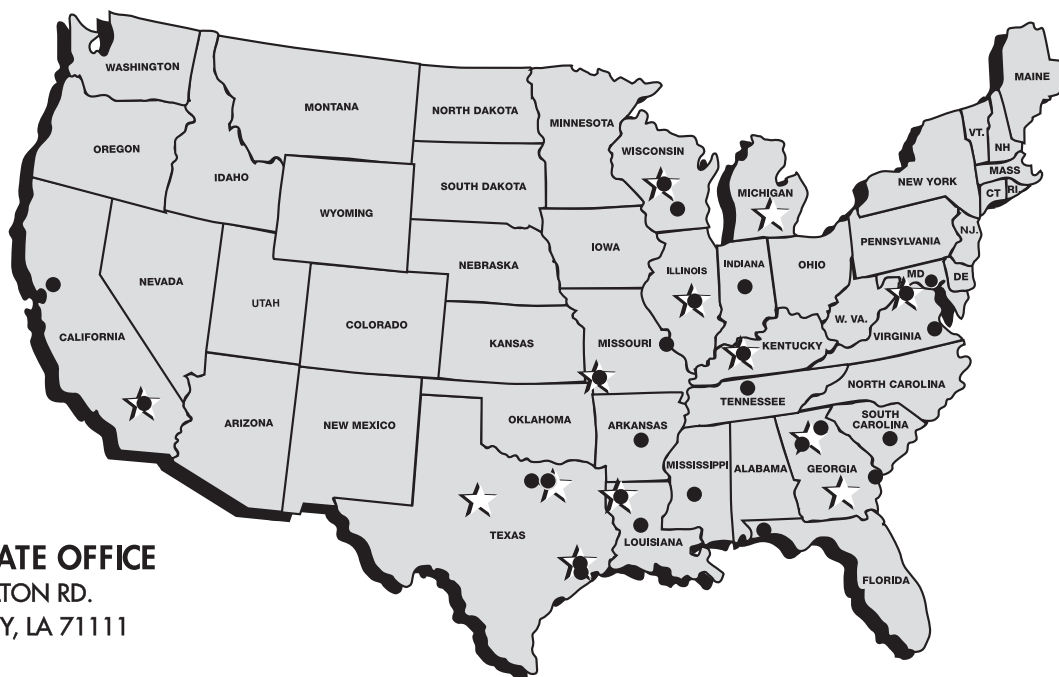 WASHINGTON
OREGON
IDAHO
MONTANA
NORTH DAKOTA
MINNESOTA
SOUTH DAKOTA
WYOMING
WISCONSIN
MICHIGAN
MAINE
VT.
NH
MASS
CT
RI.
NEW YORK
PENNSYLVANIA
NJ.
MD
DE
NEBRASKA
IOWA
ILLINOIS
INDIANA
OHIO
W. VA.
VIRGINIA
NEVADA
UTAH
COLORADO
KANSAS
MISSOURI
KENTUCKY
CALIFORNIA
ARIZONA
NEW MEXICO
OKLAHOMA
ARKANSAS
TENNESSEE
NORTH CAROLINA
SOUTH
CAROLINA
MISSISSIPPI
ALABAMA
GEORGIA
TEXAS
LOUISIANA
FLORIDA
ATE OFFICE
TON RD.
Y, LA 71111